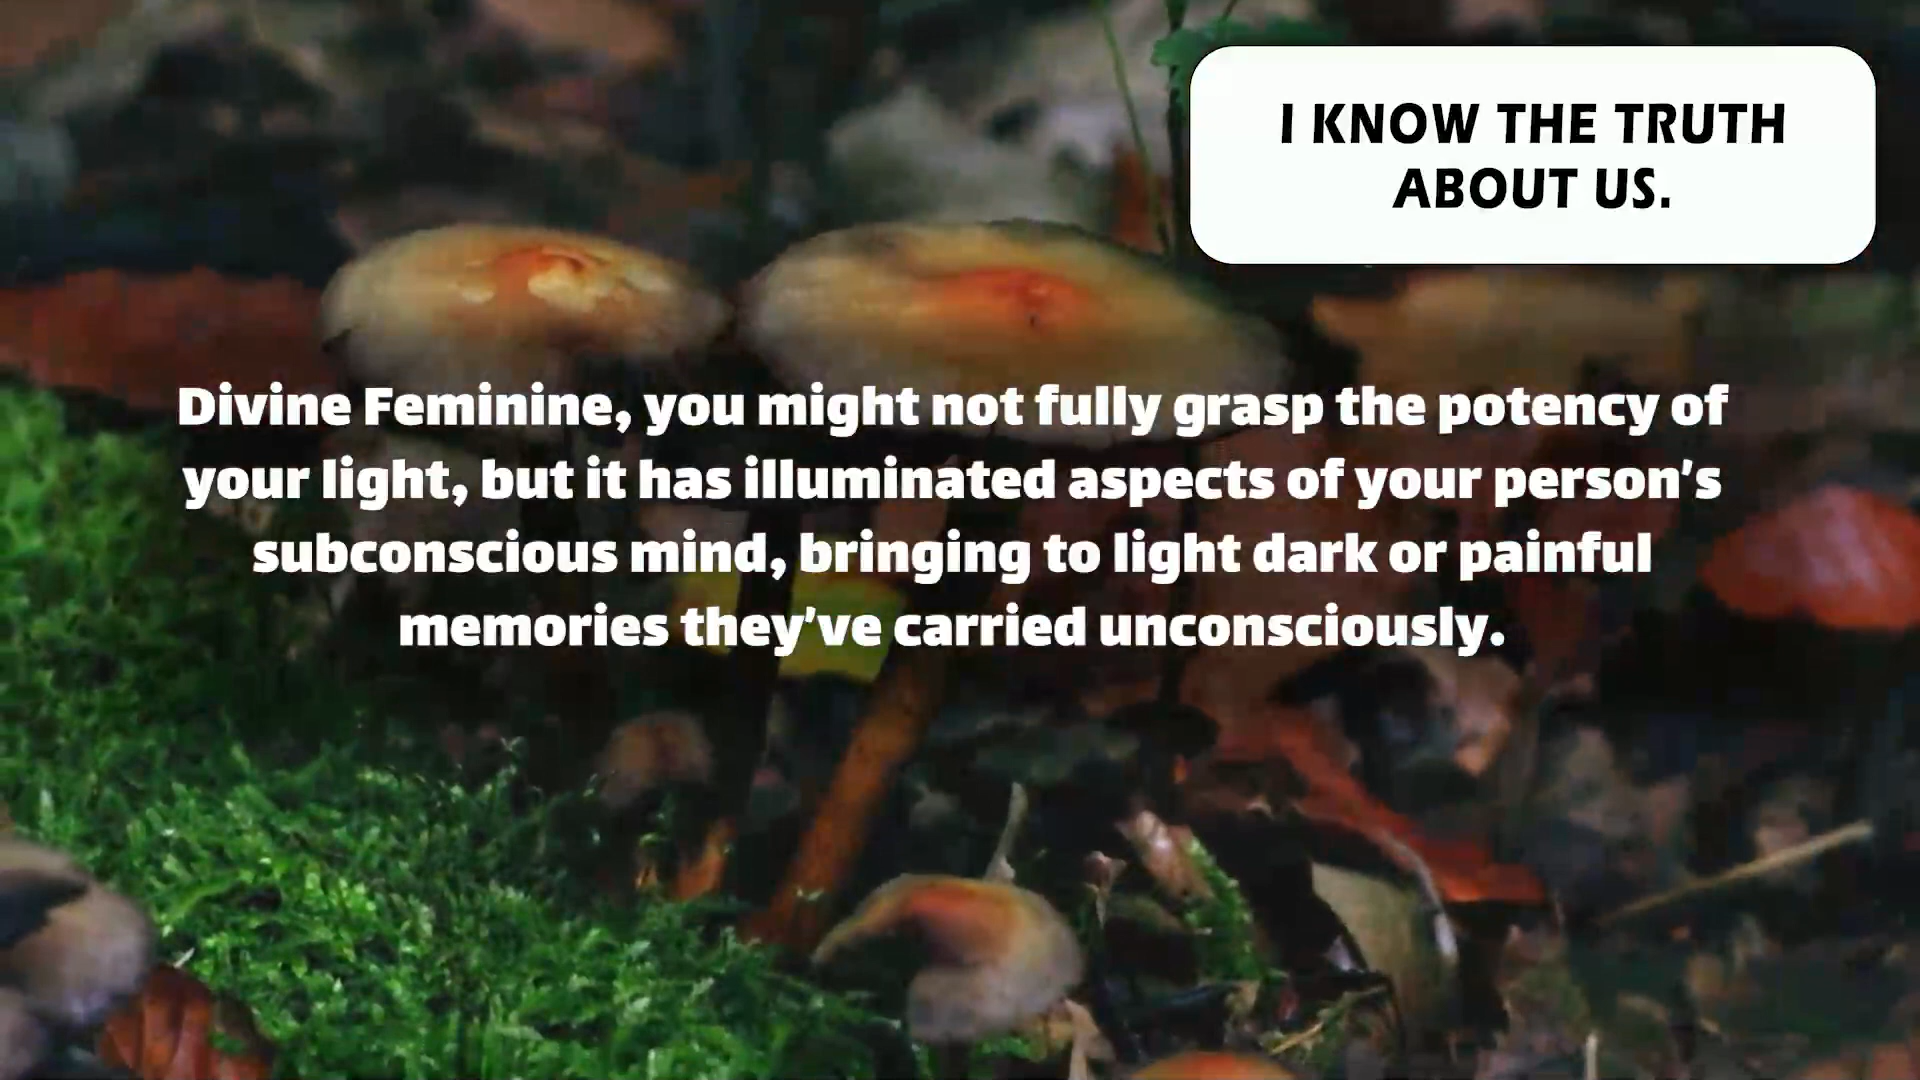 I KNOW THE TRUTH
ABOUT US.
Divine Feminine, you might not fully grasp the potency of
your light, but it has illuminated aspects of your person's
subconscious mind, bringing to light dark or painful
memories they've carried unconsciously.